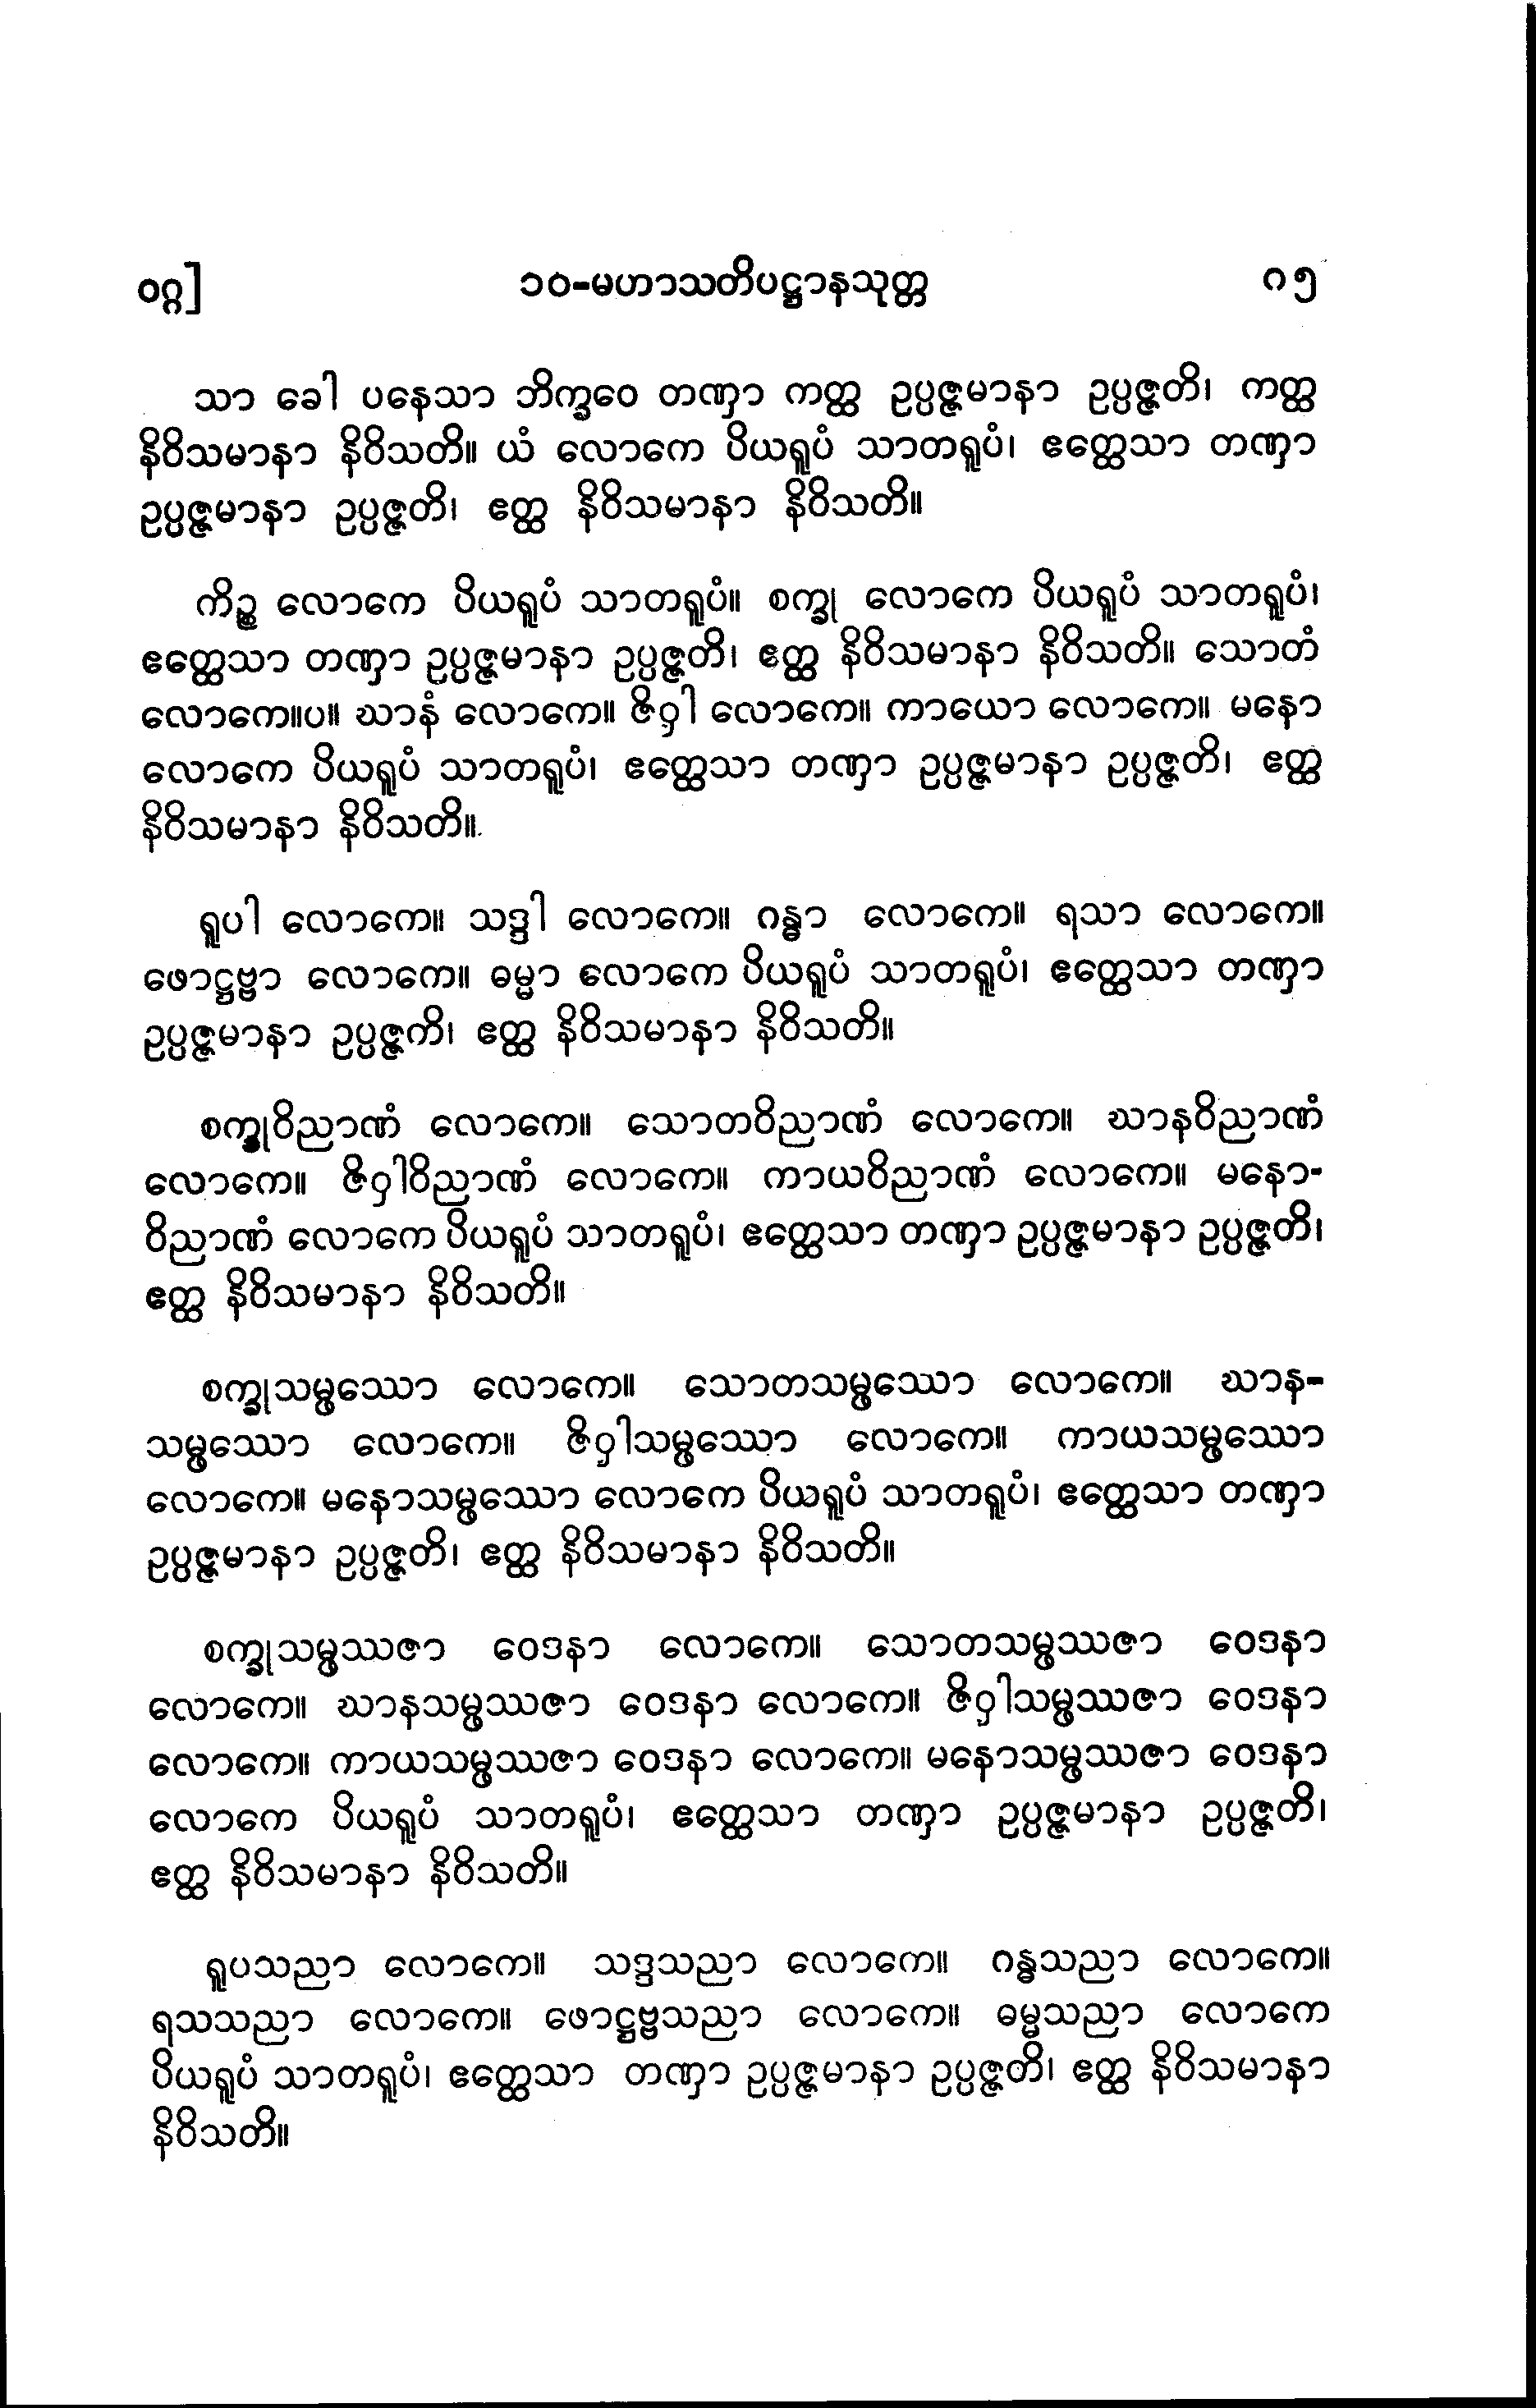 ဝဂ္ဂ]	၁၀-မဟာသတိပဋ္ဌာနသုတ္တ	၈၅
သာ ခေါ ပနေသာ ဘိက္ခဝေ တဏှာ ကတ္ထ ဥပ္ပဇ္ဇမာနာ ဥပ္ပဇ္ဇတိ၊ ကတ္ထ
နိဝိသမာနာ နိဝိသတိ။ ယံ လောကေ ပိယရူပံ သာတရူပံ၊ ဧတ္ထေသာ တဏှာ
ဥပ္ပဇ္ဇမာနာ ဥပ္ပဇ္ဇတိ၊ ဧတ္ထ နိဝိသမာနာ နိဝိသတိ။
ကိဉ္စ လောကေ ပိယရူပံ သာတရူပံ။ စက္ခု လောကေ ပိယရူပံ သာတရူပံ၊
ဧတ္ထေသာ တဏှာ ဥပ္ပဇ္ဇမာနာ ဥပ္ပဇ္ဇတိ၊ ဧတ္ထ နိဝိသမာနာ နိဝိသတိ။ သောတံ
လောကေ။ပ။ ဃာနံ လောကေ။ ဇိဝှါ လောကေ။ ကာယော လောကေ။ မနော
လောကေ ပိယရူပံ သာတရူပံ၊ ဧတ္ထေသာ တဏှာ ဥပ္ပဇ္ဇမာနာ ဥပ္ပဇ္ဇတိ၊ ဧတ္ထ
နိဝိသမာနာ နိဝိသတိ။
ရူပါ လောကေ။ သဒ္ဒါ လောကေ။ ဂန္ဓာ လောကေ။ ရသာ လောကေ။
ဖောဋ္ဌဗ္ဗာ လောကေ။ ဓမ္မာ လောကေ ပိယရူပံ သာတရူပံ၊ ဧတ္ထေသာ တဏှာ
ဥပ္ပဇ္ဇမာနာ ဥပ္ပဇ္ဇကိ၊ ဧတ္ထ နိဝိသမာနာ နိဝိသတိ။
စက္ခုဝိညာဏံ လောကေ။ သောတဝိညာဏံ လောကေ။ ဃာနဝိညာဏံ
လောကေ။ ဇိဝှါဝိညာဏံ လောကေ။ ကာယဝိညာဏံ လောကေ။ မနော-
ဝိညာဏံ လောကေ ပိယရူပံ သာတရူပံ၊ ဧတ္ထေသာ တဏှာ ဥပ္ပဇ္ဇမာနာ ဥပ္ပဇ္ဇတိ၊
ဧတ္ထ နိဝိသမာနာ နိဝိသတိ။
စက္ခုသမ္ဖဿော လောကေ။ သောတသမ္ဖဿော လောကေ။ ဃာန-
သမ္ဖဿော လောကေ။ ဇိဝှါသမ္ဖဿော လောကေ။ ကာယသမ္ဖဿော
လောကေ။ မနောသမ္ဖဿော လောကေ ပိယရူပံ သာတရူပံ၊ ဧတ္ထေသာ တဏှာ
ဥပ္ပဇ္ဇမာနာ ဥပ္ပဇ္ဇတိ၊ ဧတ္ထ နိဝိသမာနာ နိဝိသတိ။
စက္ခုသမ္ဖဿဇာ ဝေဒနာ လောကေ။ သောတသမ္ဖဿဇာ ဝေဒနာ
လောကေ။ ဃာနသမ္ဖဿဇာ ဝေဒနာ လောကေ။ ဇိဝှါသမ္ဖဿဇာ ဝေဒနာ
လောကေ။ ကာယသမ္ဖဿဇာ ဝေဒနာ လောကေ။ မနောသမ္ဖဿဇာ ဝေဒနာ
လောကေ ပိယရူပံ သာတရူပံ၊ ဧတ္ထေသာ တဏှာ ဥပ္ပဇ္ဇမာနာ ဥပ္ပဇ္ဇတိ၊
ဧတ္ထ နိဝိသမာနာ နိဝိသတိ။
ရူပသညာ လောကေ။ သဒ္ဒသညာ လောကေ။ ဂန္ဓသညာ လောကေ။
ရသသညာ လောကေ။ ဖောဋ္ဌဗ္ဗသညာ လောကေ။ ဓမ္မသညာ လောကေ
ပိယရူပံ သာတရူပံ၊ ဧတ္ထေသာ တဏှာ ဥပ္ပဇ္ဇမာနာ ဥပ္ပဇ္ဇတိ၊ ဧတ္ထ နိဝိသမာနာ
နိဝိသတိ။